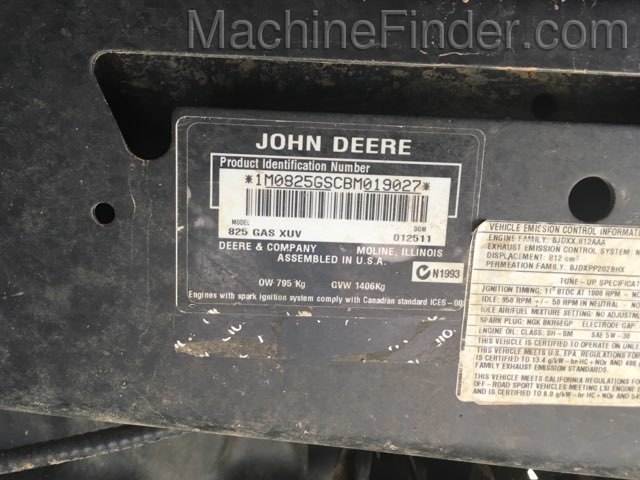 MachineFinder.com
JOHN DEERE
Product Identification Number
*1M0825GSCBM019027*
MODEL DOM
825 GAS XUV 012511
DEERE & COMPANY MOLINE, ILLINOIS
ASSEMBLED IN U.S.A.
N1993
OW 795 Kg GVW 1406Kg
Engines with spark ignition system comply with Canadian standard ICES-00
VEHICLE EMISSION CONTROL INFORMATION
ENGINE FAMILY: BJDXX.812AAA
EXHAUST EMISSION CONTROL SYSTEM:
DISPLACEMENT: 812 cm³
PERMEATION FAMILY: BJDXPP2028HX
TUNE-UP SPECIFICAT
IGNITION TIMING: BTDC AT 1000 RPM -
IDLE: 950 RPM +/- 50 RPM IN NEUTRAL
IDLE AIR/FUEL MIXTURE SETTING: NO ADJUSTMEN
SPARK PLUG: NGK BKR6EGP ELECTRODE GAP
ENGINE OIL: CLASS: SH-SM SAE 5W-30
THIS VEHICLE IS CERTIFIED TO OPERATE ON UNLE
THIS VEHICLE MEETS U.S. EPA REGULATIONS FOR
IS CERTIFIED TO 13.4 g/kW-hr HC+NOx AND 400
FAMILY EXHAUST EMISSION STANDARDS.
THIS VEHICLE MEETS CALIFORNIA REGULATIONS F
OFF-ROAD SPORT VEHICLES MEETING LSI ENGINE
IS CERTIFIED TO 8.0 g/kW-hr HC + NOx AND